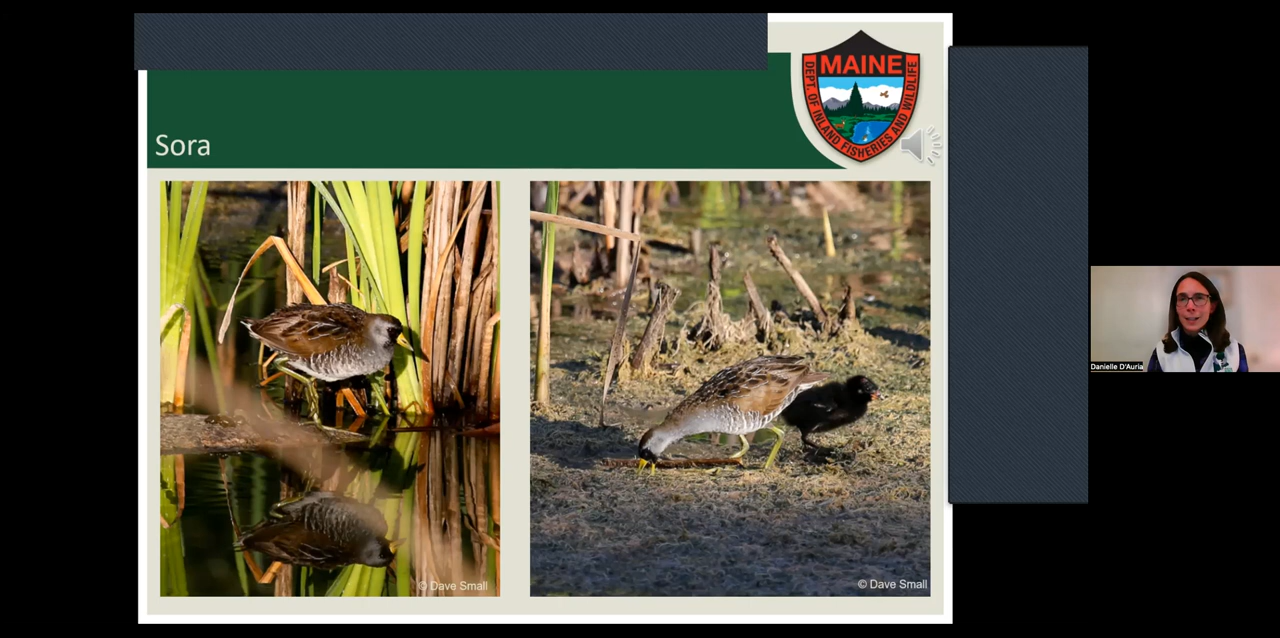 MAINE
DEPT. OF INLAND FISHERIES AND WILDLIFE
Sora
© Dave Small
© Dave Small
Danielle D'Auria